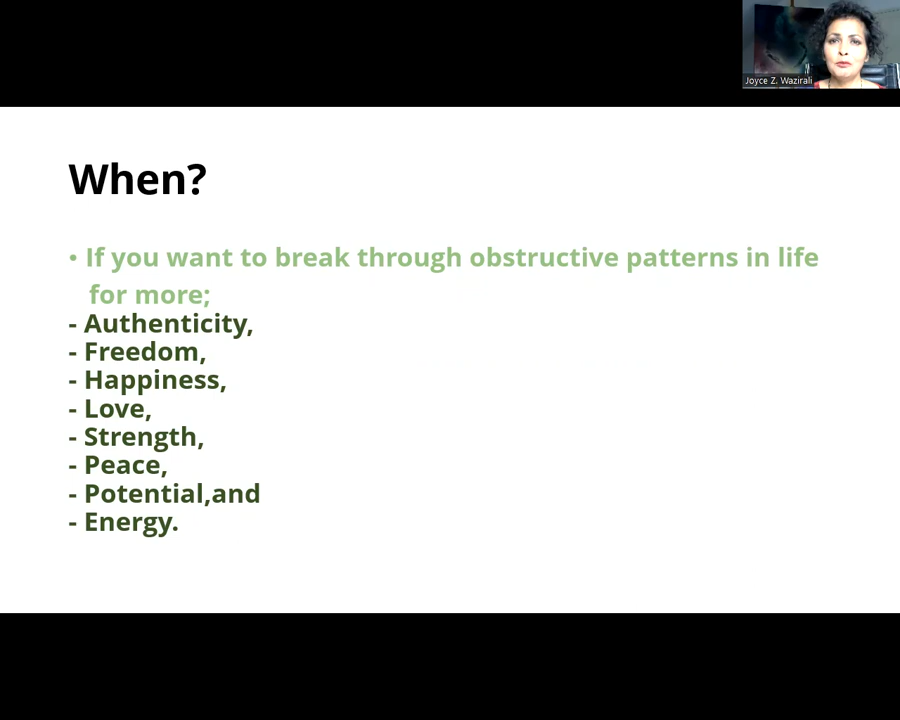 Joyce Z. Wazirali
When?
• If you want to break through obstructive patterns in life
for more;
- Authenticity,
- Freedom,
- Happiness,
- Love,
- Strength,
- Peace,
- Potential,and
- Energy.